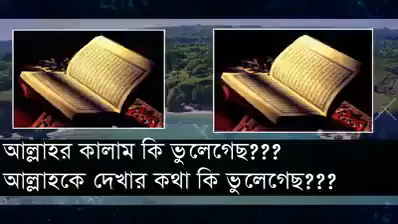 আল্লাহর কালাম কি ভুলেগেছ???
আল্লাহকে দেখার কথা কি ভুলেগেছ???